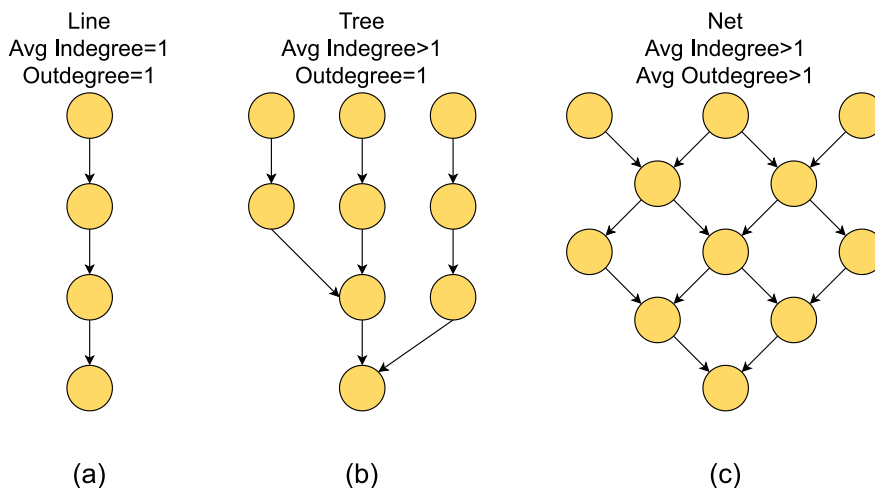 Line
Avg Indegree=1
Outdegree=1
Tree
Avg Indegree>1
Outdegree=1
Net
Avg Indegree>1
Avg Outdegree>1
(a)
(b)
(c)